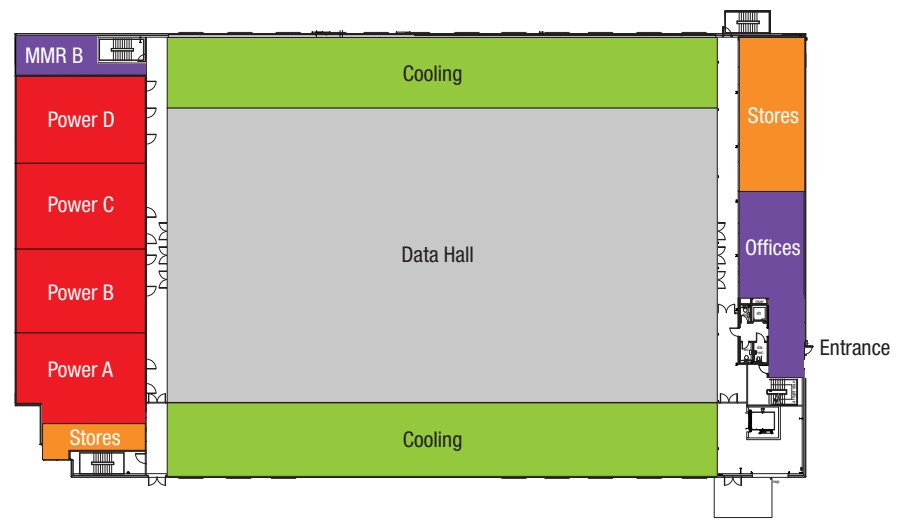 MMR B
Cooling
Power D
Stores
Power C
Offices
Data Hall
Power B
Entrance
Power A
Stores
Cooling